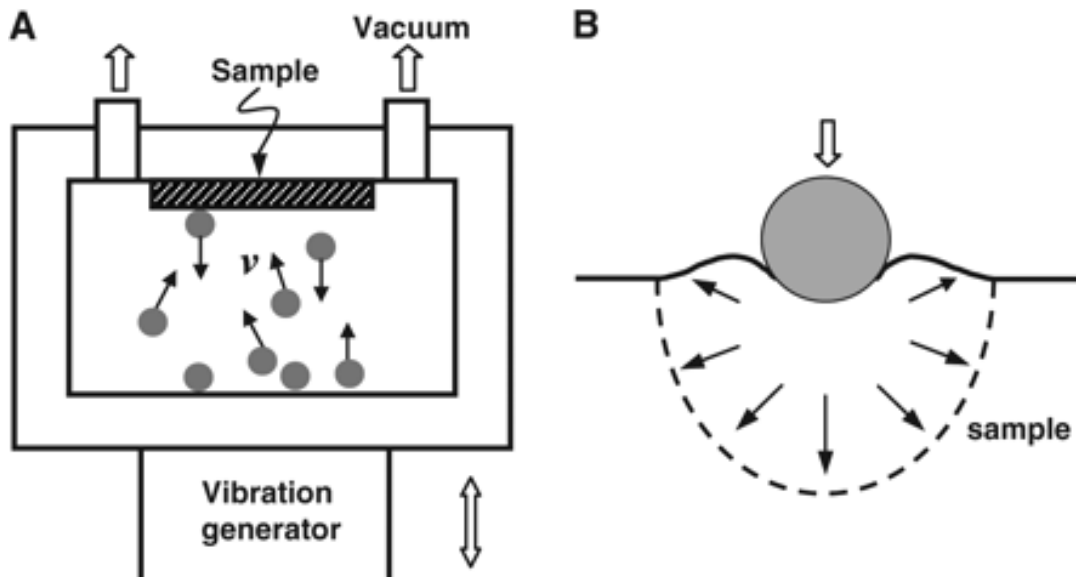 A
Vacuum
Sample
v
Vibration
generator
B
sample